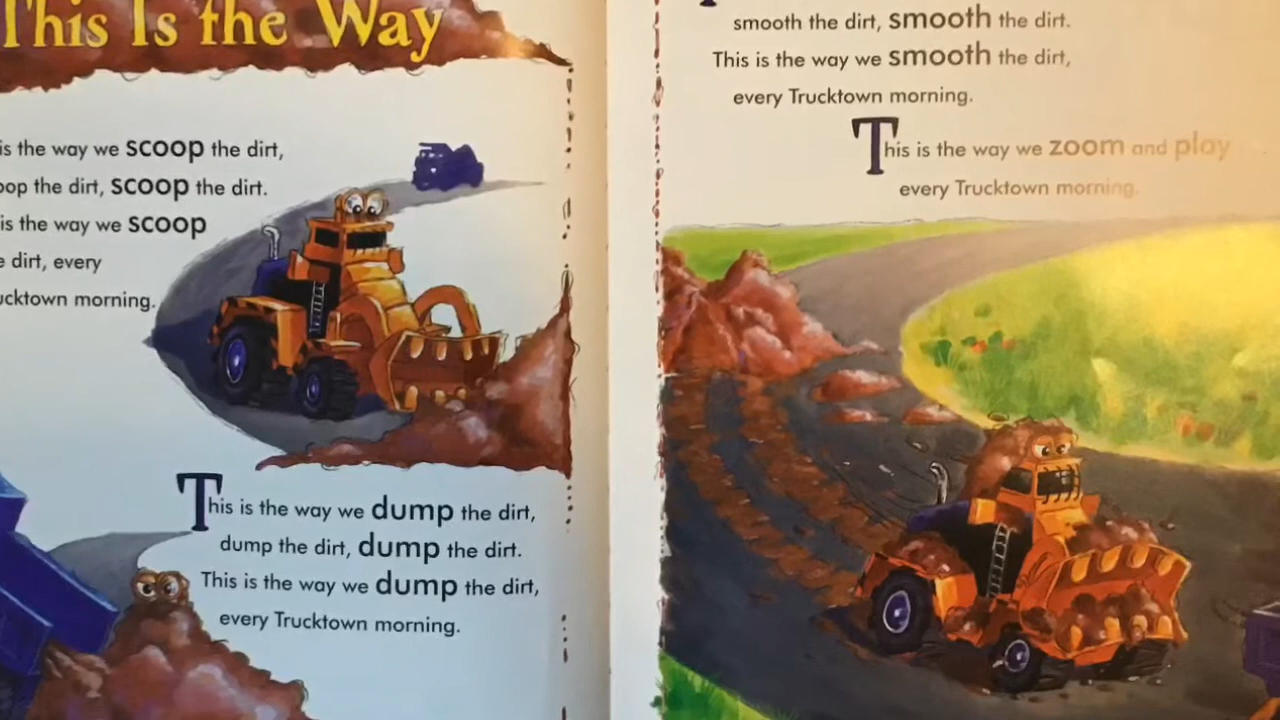 This Is the Way
is the way we scoop the dirt,
oop the dirt, scoop the dirt.
is the way we scoop
e dirt, every
ucktown morning.
This is the way we dump the dirt,
dump the dirt, dump the dirt.
This is the way we dump the dirt,
every Trucktown morning.
smooth the dirt, smooth the dirt.
This is the way we smooth the dirt,
every Trucktown morning.
This is the way we zoom and play
every Trucktown morning.